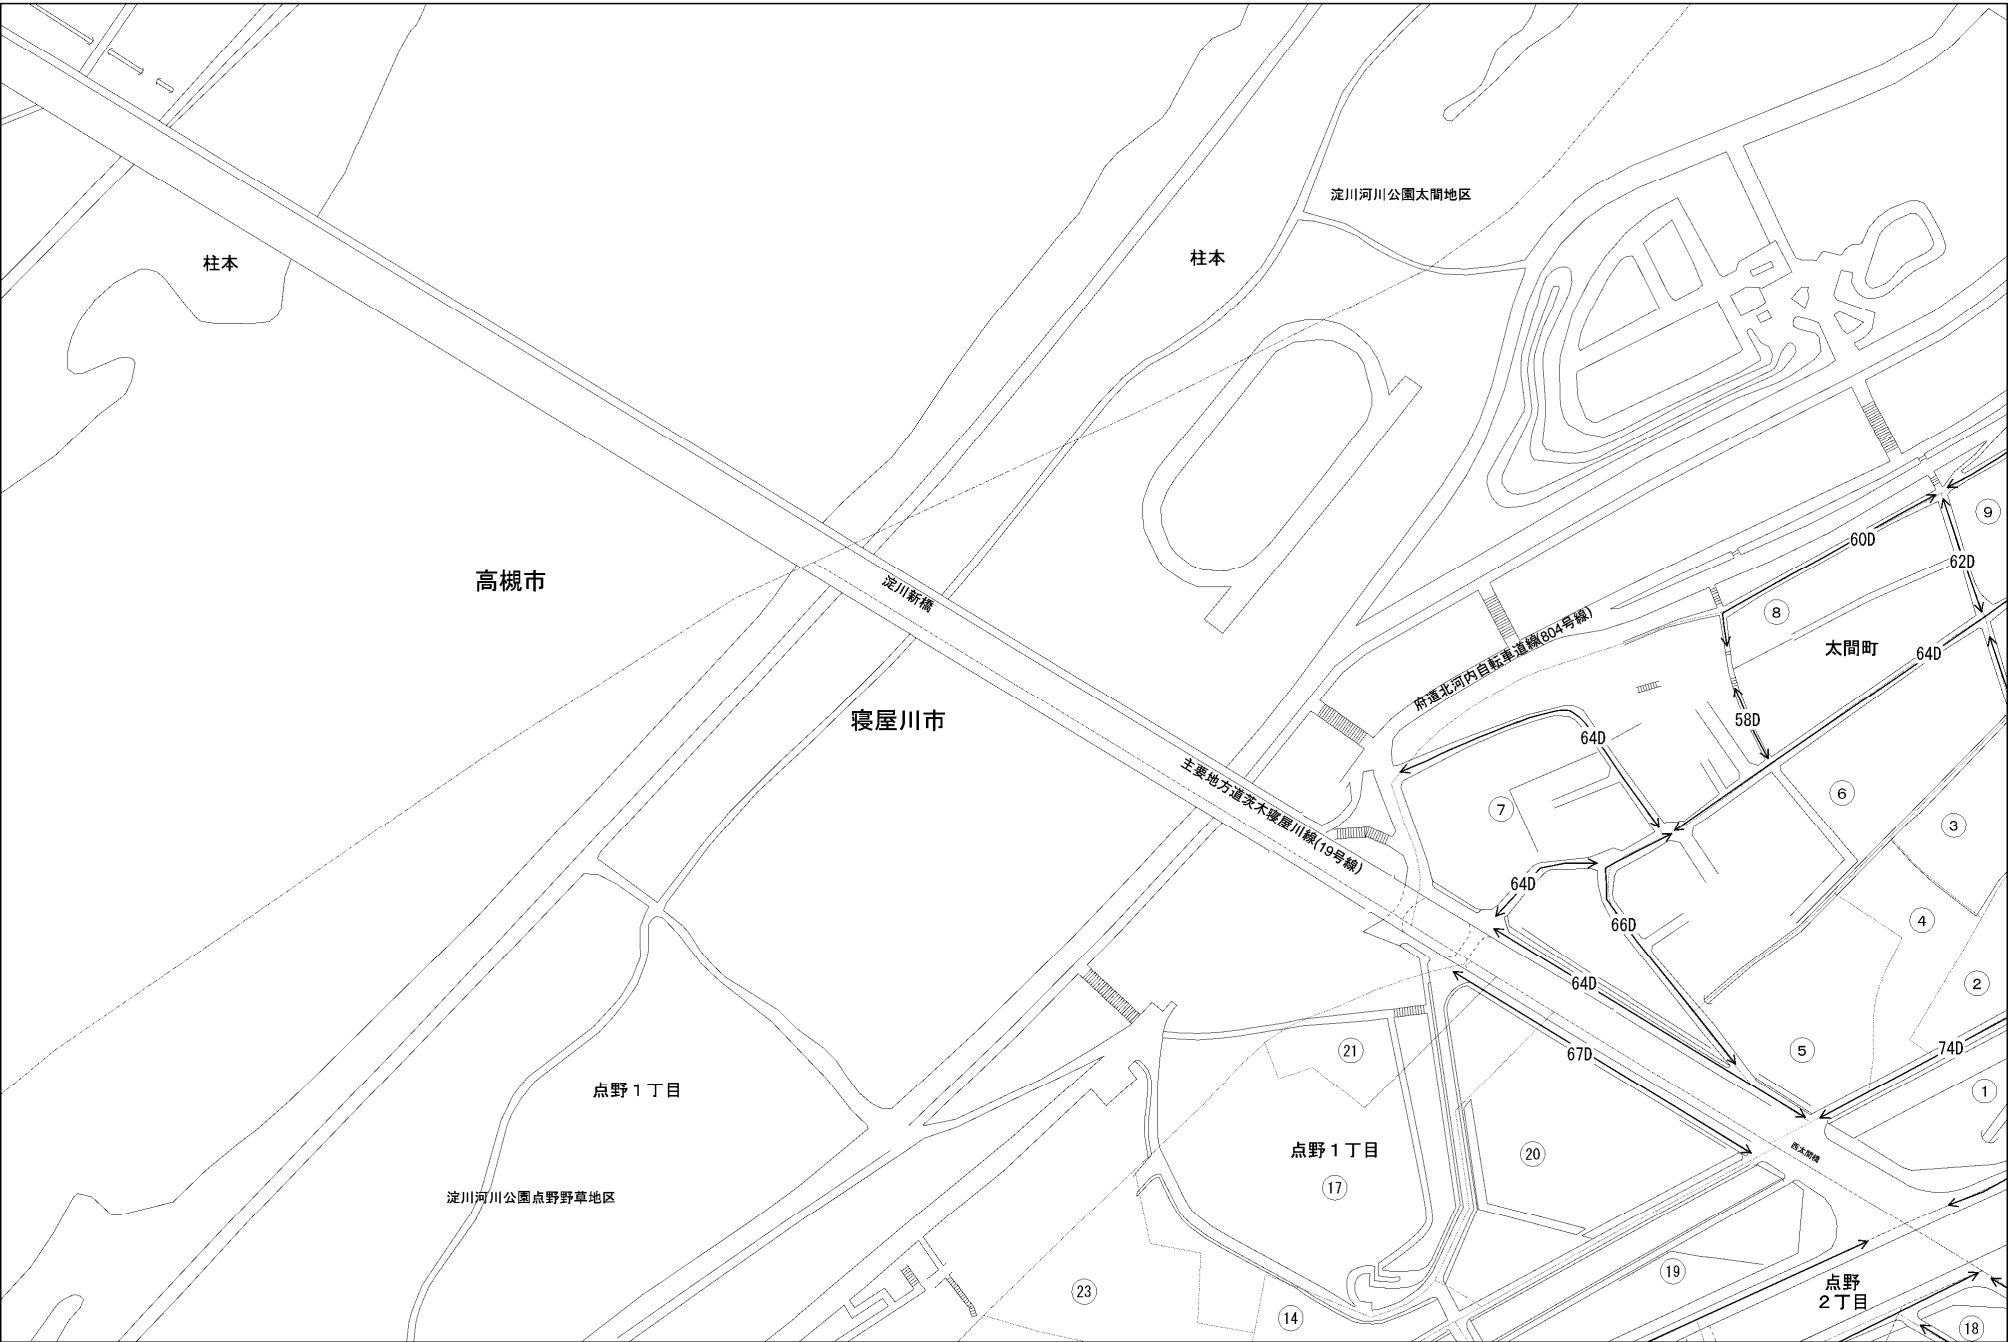 淀川河川公園太間地区
柱本
柱本
⑨
60D
62D
高槻市
淀川新橋
⑧
府道北河内自転車道線(804号線)
太間町
64D
寝屋川市
58D
64D
主要地方道茨木寝屋川線(19号線)
⑦
⑥
③
64D
66D
④
64D
②
67D
㉑
⑤
74D
点野１丁目
①
点野１丁目
西太間橋
⑳
⑰
淀川河川公園点野野草地区
⑲
㉓
点野
２丁目
⑭
⑱